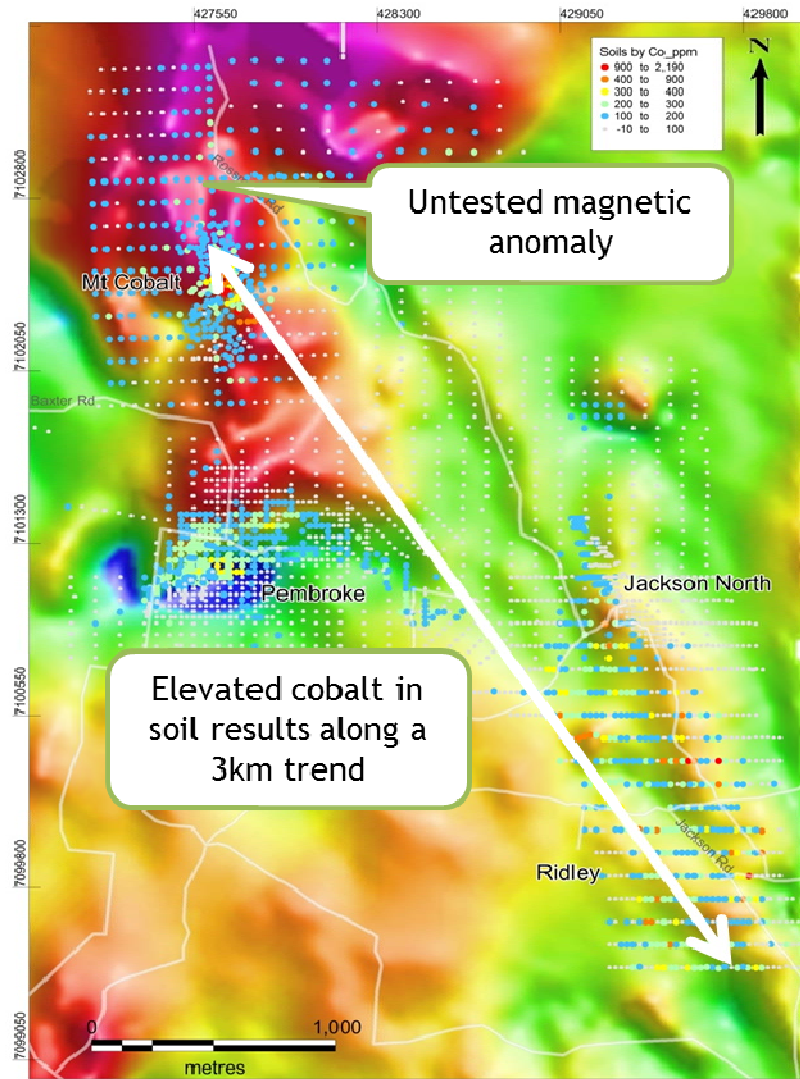 427550
428300
429050
429800
Soils by Co_ppm
900 to 2,190
400 to 900
300 to 400
200 to 300
100 to 200
-10 to 100
N
7102800
Untested magnetic
anomaly
Mt Cobalt
7102050
Baxter Rd
7101300
Jackson North
Pembroke
7100550
Elevated cobalt in
soil results along a
3km trend
Jackson Rd
7099800
Ridley
7099050
0
1,000
metres